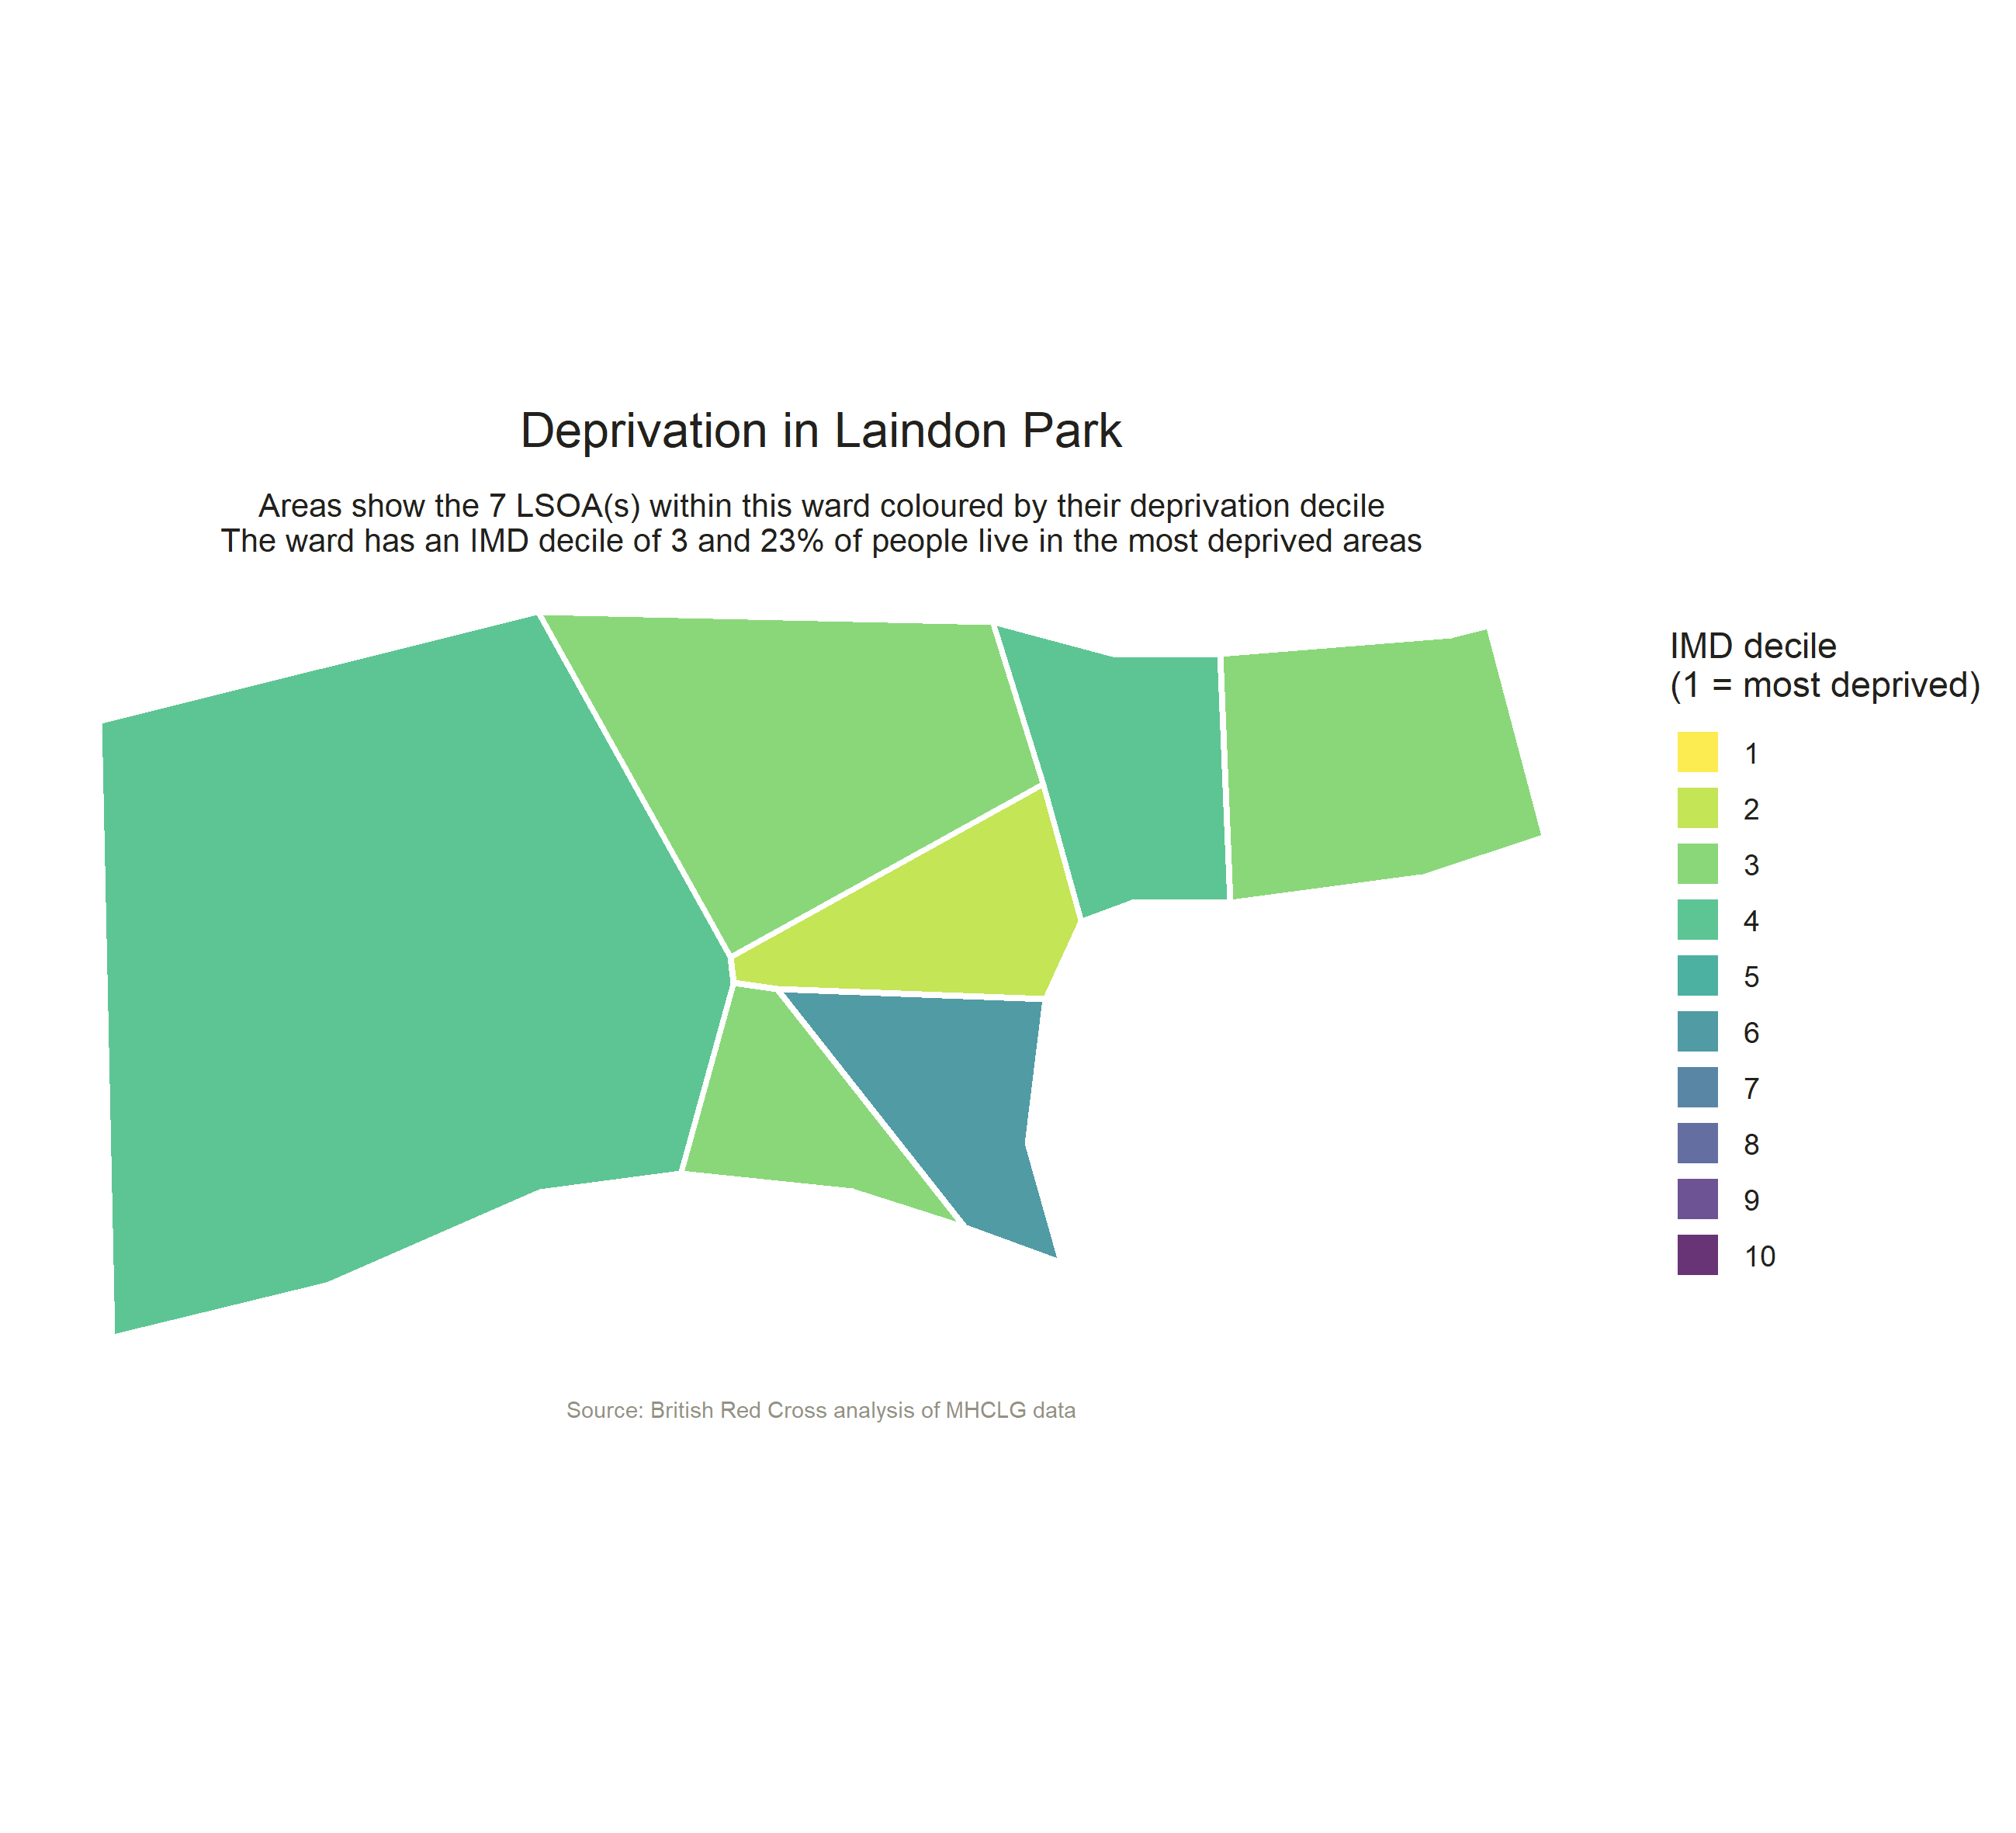 Deprivation in Laindon Park
Areas show the 7 LSOA(s) within this ward coloured by their deprivation decile
The ward has an IMD decile of 3 and 23% of people live in the most deprived areas
IMD decile
(1 = most deprived)
1
2
3
4
5
6
7
8
9
10
Source: British Red Cross analysis of MHCLG data